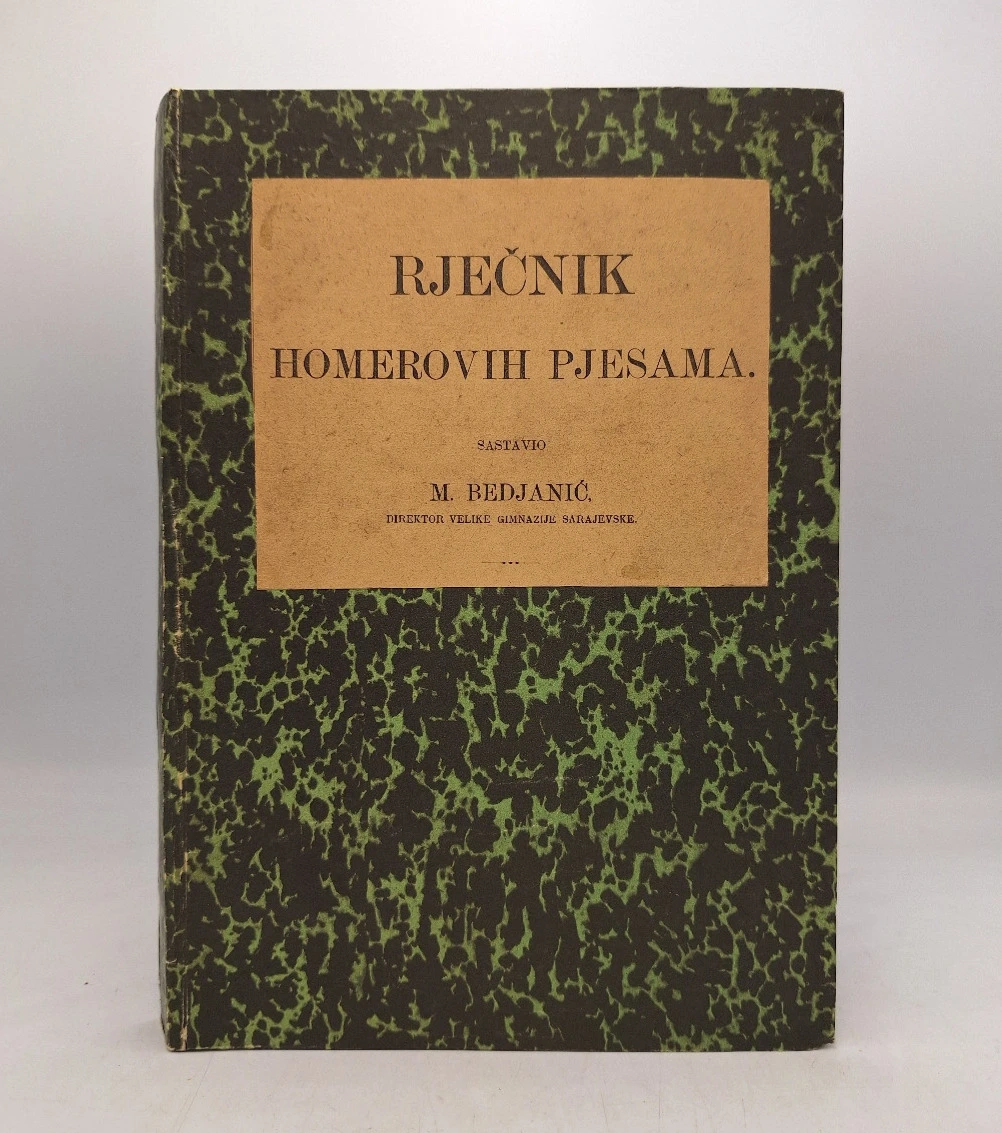 RJEČNIK
HOMEROVIH PJESAMA.
SASTAVIO
M. BEDJANIĆ,
DIREKTOR VELIKE GIMNAZIJE SARAJEVSKE.